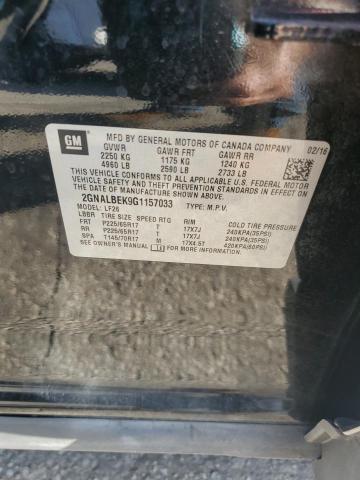 GM
MFD BY GENERAL MOTORS OF CANADA COMPANY 02/16
GVWR GAWR FRT GAWR RR
2250 KG 1175 KG 1240 KG
4960 LB 2590 LB 2733 LB
THIS VEHICLE CONFORMS TO ALL APPLICABLE U.S. FEDERAL MOTOR
VEHICLE SAFETY AND THEFT PREVENTION STANDARDS IN EFFECT ON
THE DATE OF MANUFACTURE SHOWN ABOVE.
2GNALBEK9G1157033 TYPE: M.P.V.
MODEL: LF26
LBBR TIRE SIZE SPEED RTG RIM COLD TIRE PRESSURE
FRT P225/65R17 T 17X7J 240KPA(35PSI)
RR P225/65R17 T 17X7J 240KPA(35PSI)
SPA T145/70R17 M 17X4.5T 420KPA(60PSI)
SEE OWNER'S MANUAL FOR MORE INFORMATION.